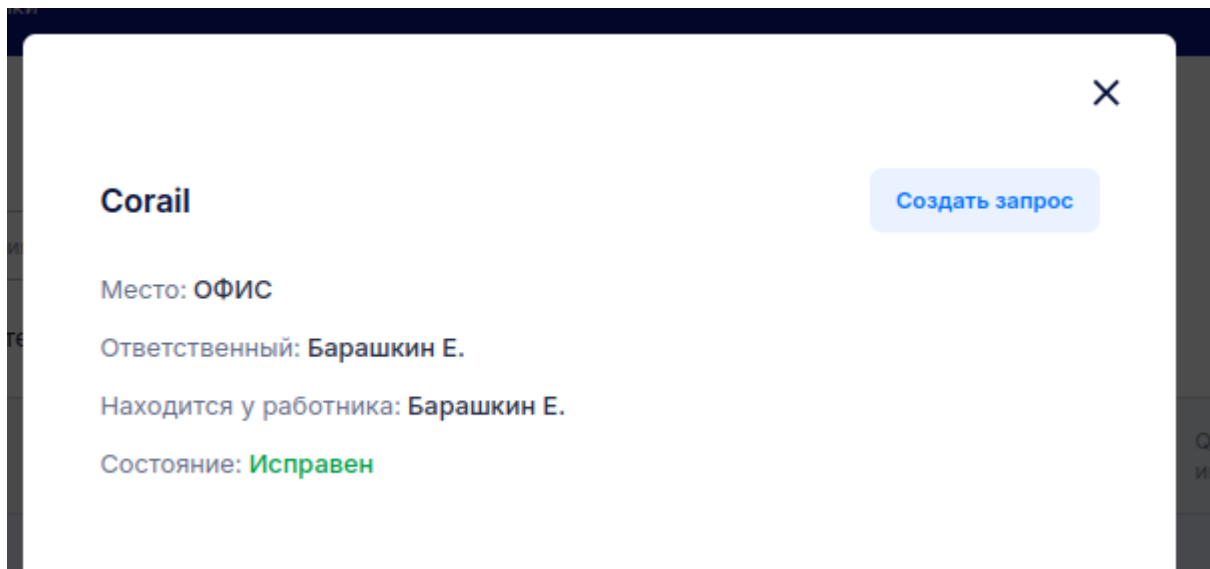 Corail
Создать запрос
Место: ОФИС
Ответственный: Барашкин Е.
Находится у работника: Барашкин Е.
Состояние: Исправен